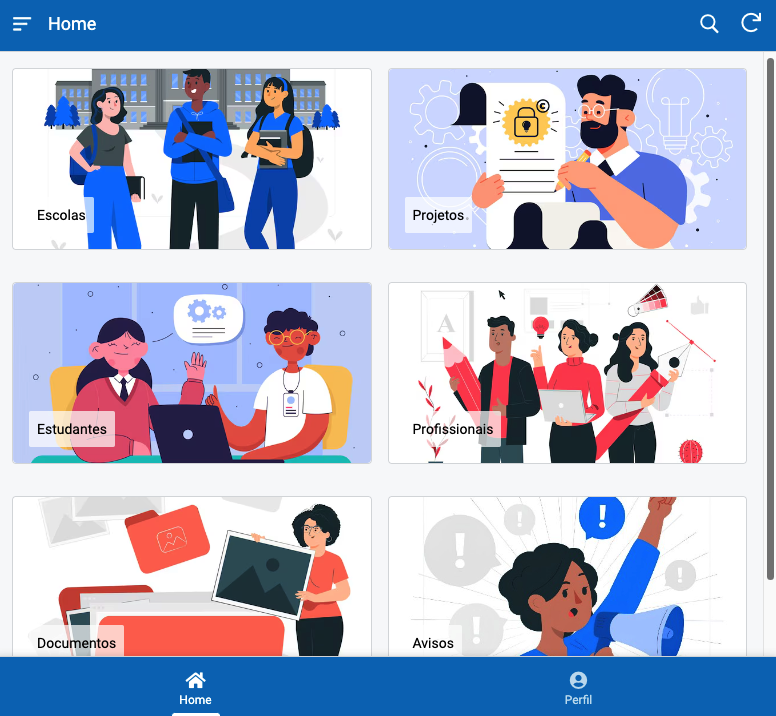 Home
©
Escolas
Projetos
Estudantes
A
Profissionais
!
!
!
!
!
Documentos
Avisos
Home
Perfil